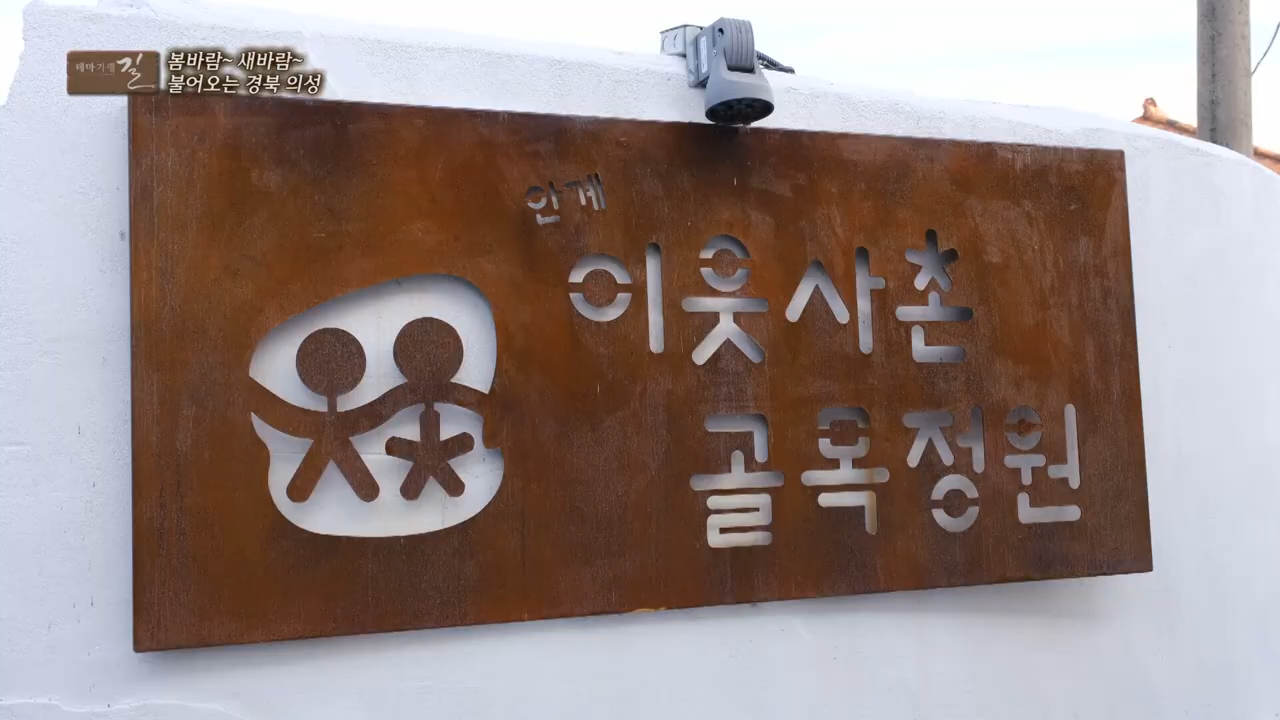 테마기행 길
봄바람~ 새바람~
불어오는 경북 의성
안계
이웃사촌
골목정원